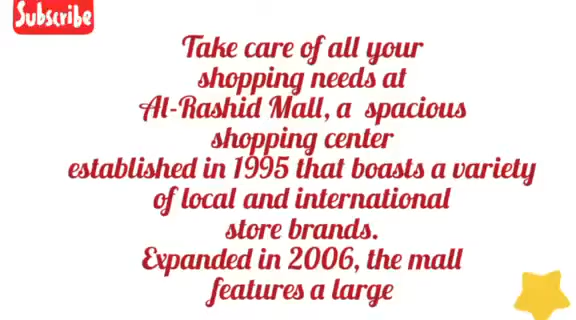 Subscribe
Take care of all your
shopping needs at
Al-Rashid Mall, a spacious
shopping center
established in 1995 that boasts a variety
of local and international
store brands.
Expanded in 2006, the mall
features a large